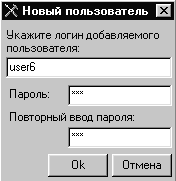 Новый пользователь
Укажите логин добавляемого
пользователя:
user6
Пароль:
***
Повторный ввод пароля:
***
Ok
Отмена